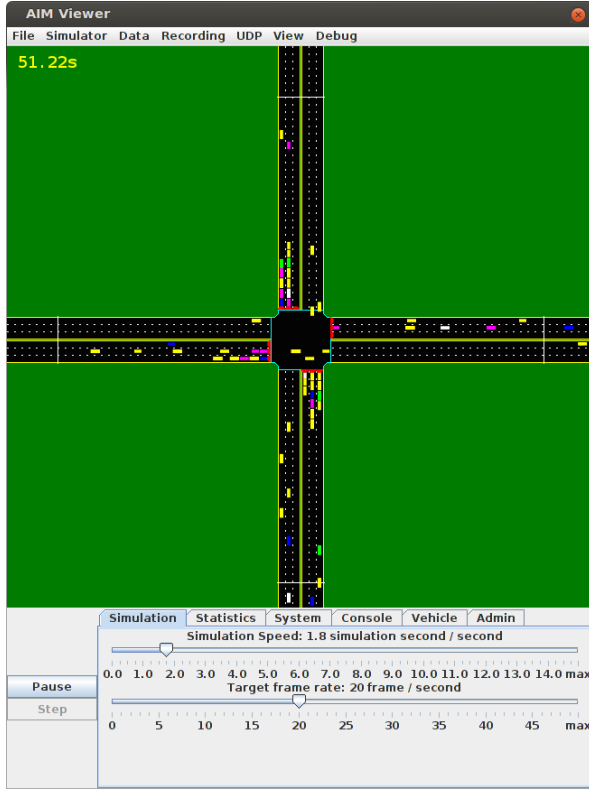 AIM Viewer
File Simulator Data Recording UDP View Debug
51.22s
Simulation Statistics System Console Vehicle Admin
Simulation Speed: 1.8 simulation second / second
0.0 1.0 2.0 3.0 4.0 5.0 6.0 7.0 8.0 9.0 10.0 11.0 12.0 13.0 14.0 max
Pause
Target frame rate: 20 frame / second
Step
0 5 10 15 20 25 30 35 40 45 max